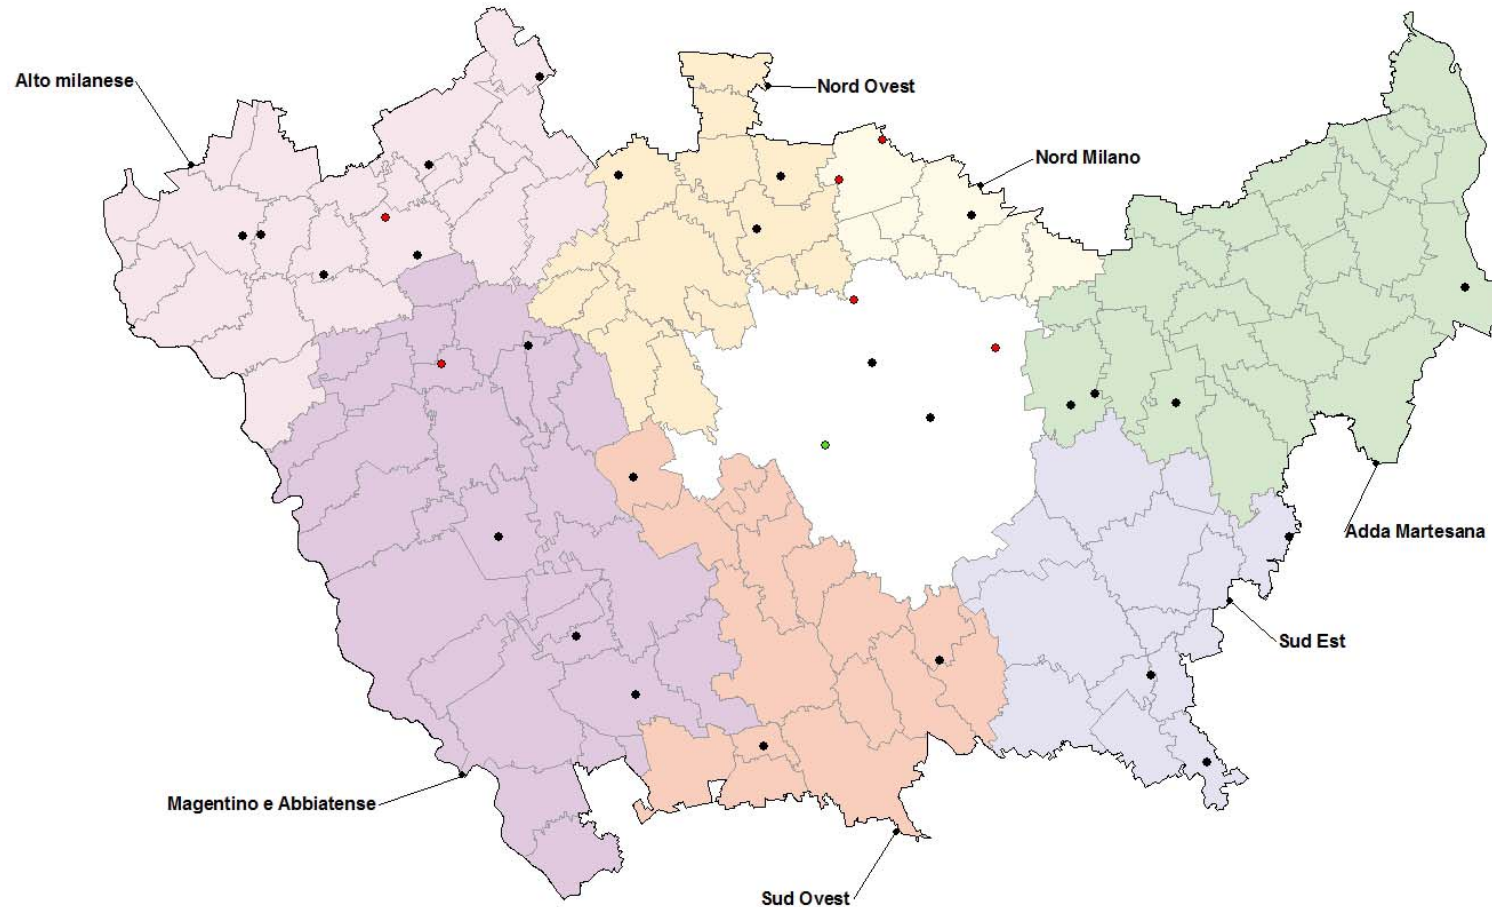 Alto milanese
Nord Ovest
Nord Milano
Adda Martesana
Sud Est
Magentino e Abbiatense
Sud Ovest